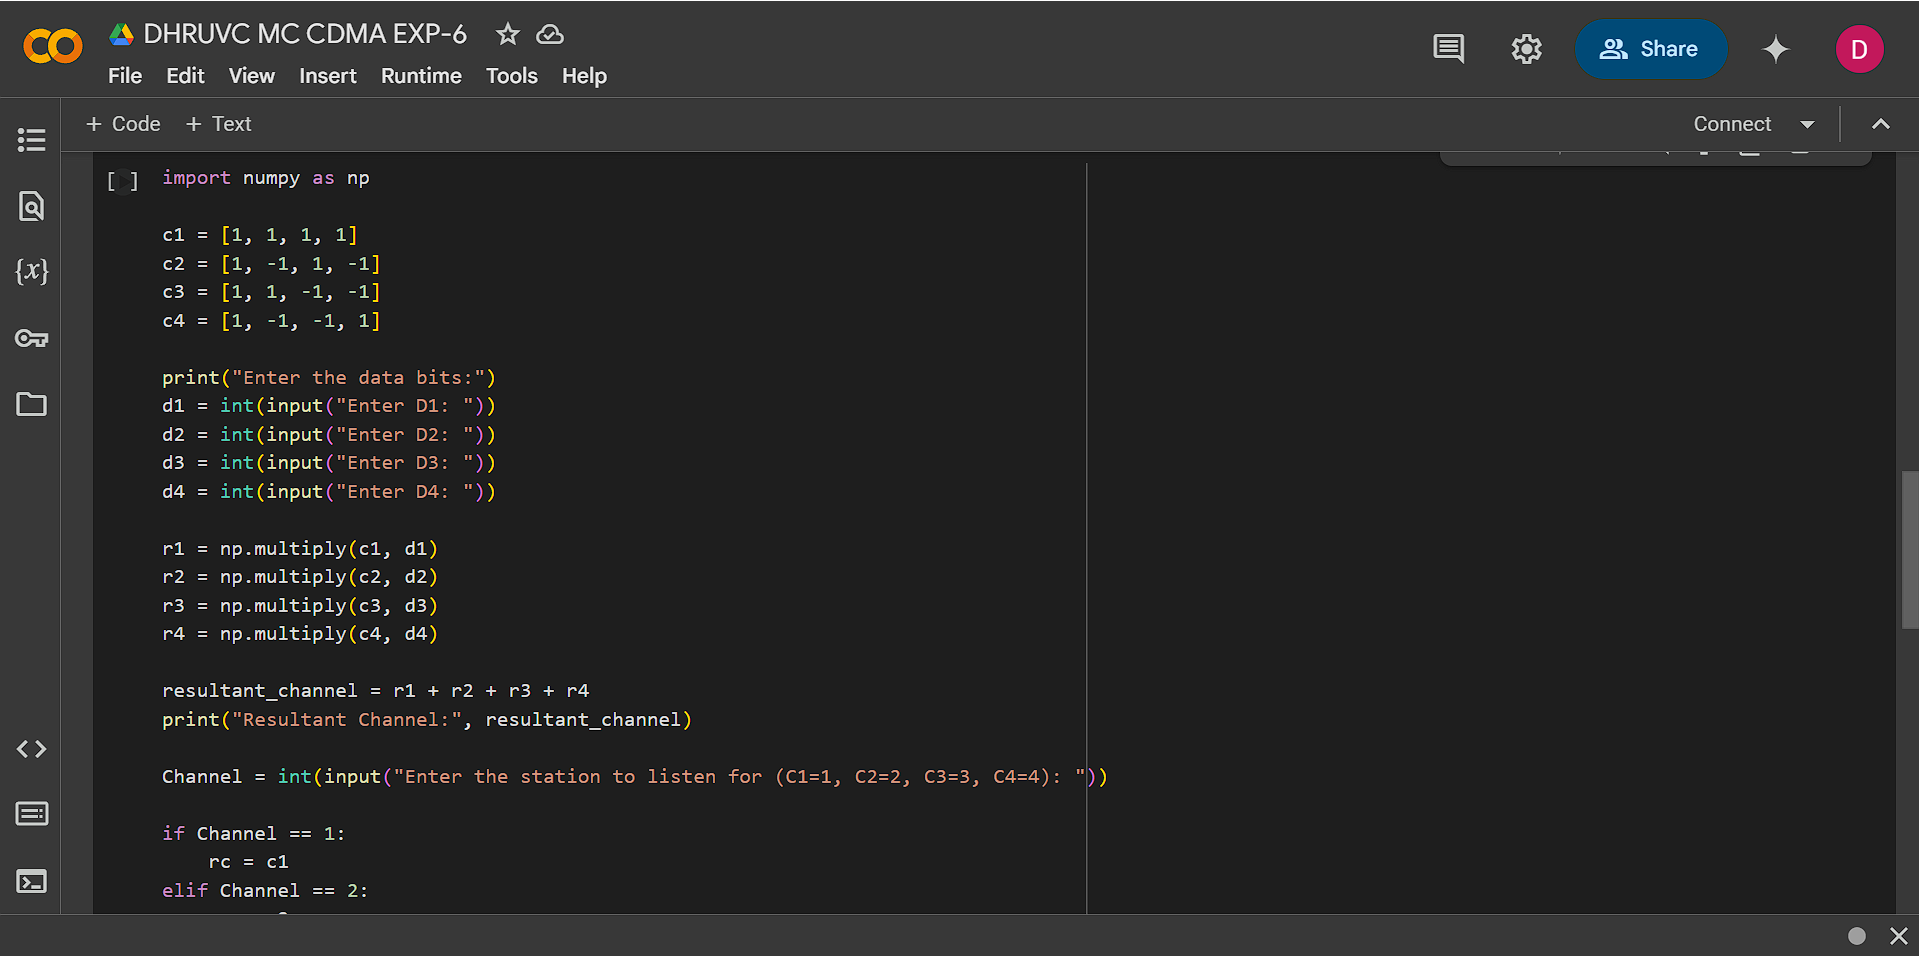 DHRUVC MC CDMA EXP-6
File Edit View Insert Runtime Tools Help
Share
D
+ Code + Text
Connect
[ ]
import numpy as np
c1 = [1, 1, 1, 1]
c2 = [1, -1, 1, -1]
c3 = [1, 1, -1, -1]
c4 = [1, -1, -1, 1]
print("Enter the data bits:")
d1 = int(input("Enter D1: "))
d2 = int(input("Enter D2: "))
d3 = int(input("Enter D3: "))
d4 = int(input("Enter D4: "))
r1 = np.multiply(c1, d1)
r2 = np.multiply(c2, d2)
r3 = np.multiply(c3, d3)
r4 = np.multiply(c4, d4)
resultant_channel = r1 + r2 + r3 + r4
print("Resultant Channel:", resultant_channel)
Channel = int(input("Enter the station to listen for (C1=1, C2=2, C3=3, C4=4): "))
if Channel == 1:
    rc = c1
elif Channel == 2: